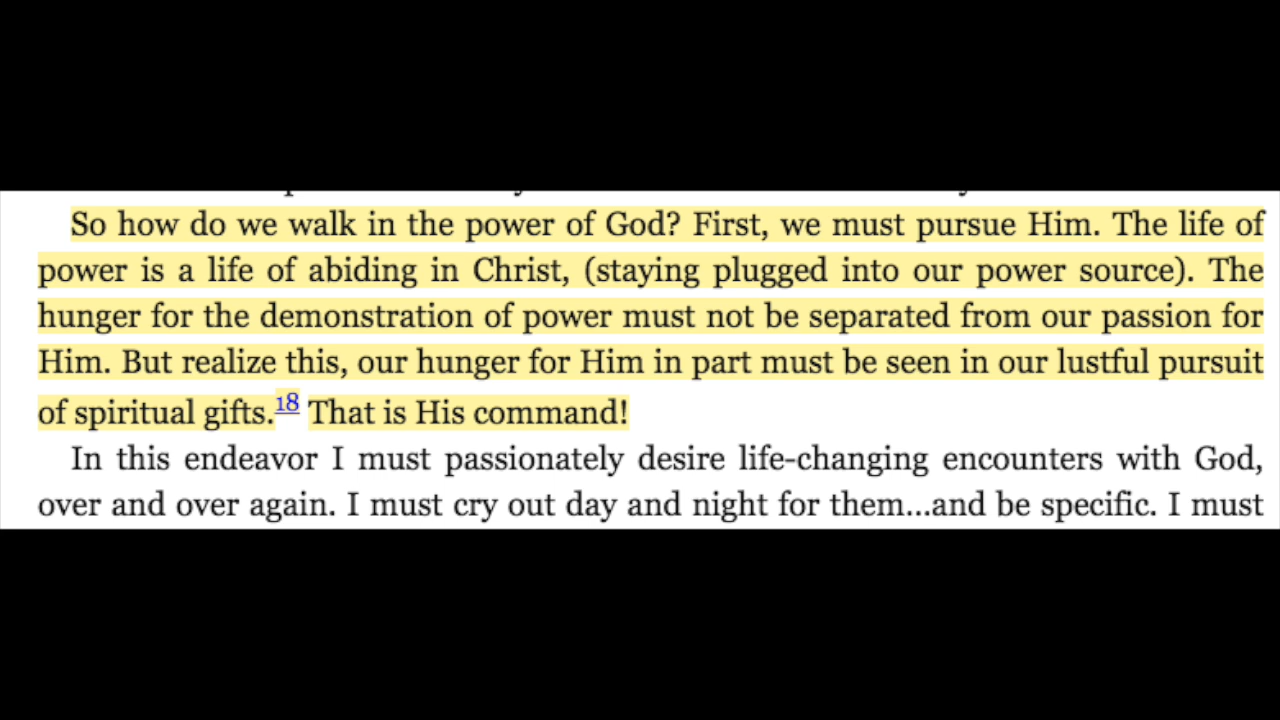 So how do we walk in the power of God? First, we must pursue Him. The life of
power is a life of abiding in Christ, (staying plugged into our power source). The
hunger for the demonstration of power must not be separated from our passion for
Him. But realize this, our hunger for Him in part must be seen in our lustful pursuit
of spiritual gifts.18 That is His command!
In this endeavor I must passionately desire life-changing encounters with God,
over and over again. I must cry out day and night for them...and be specific. I must